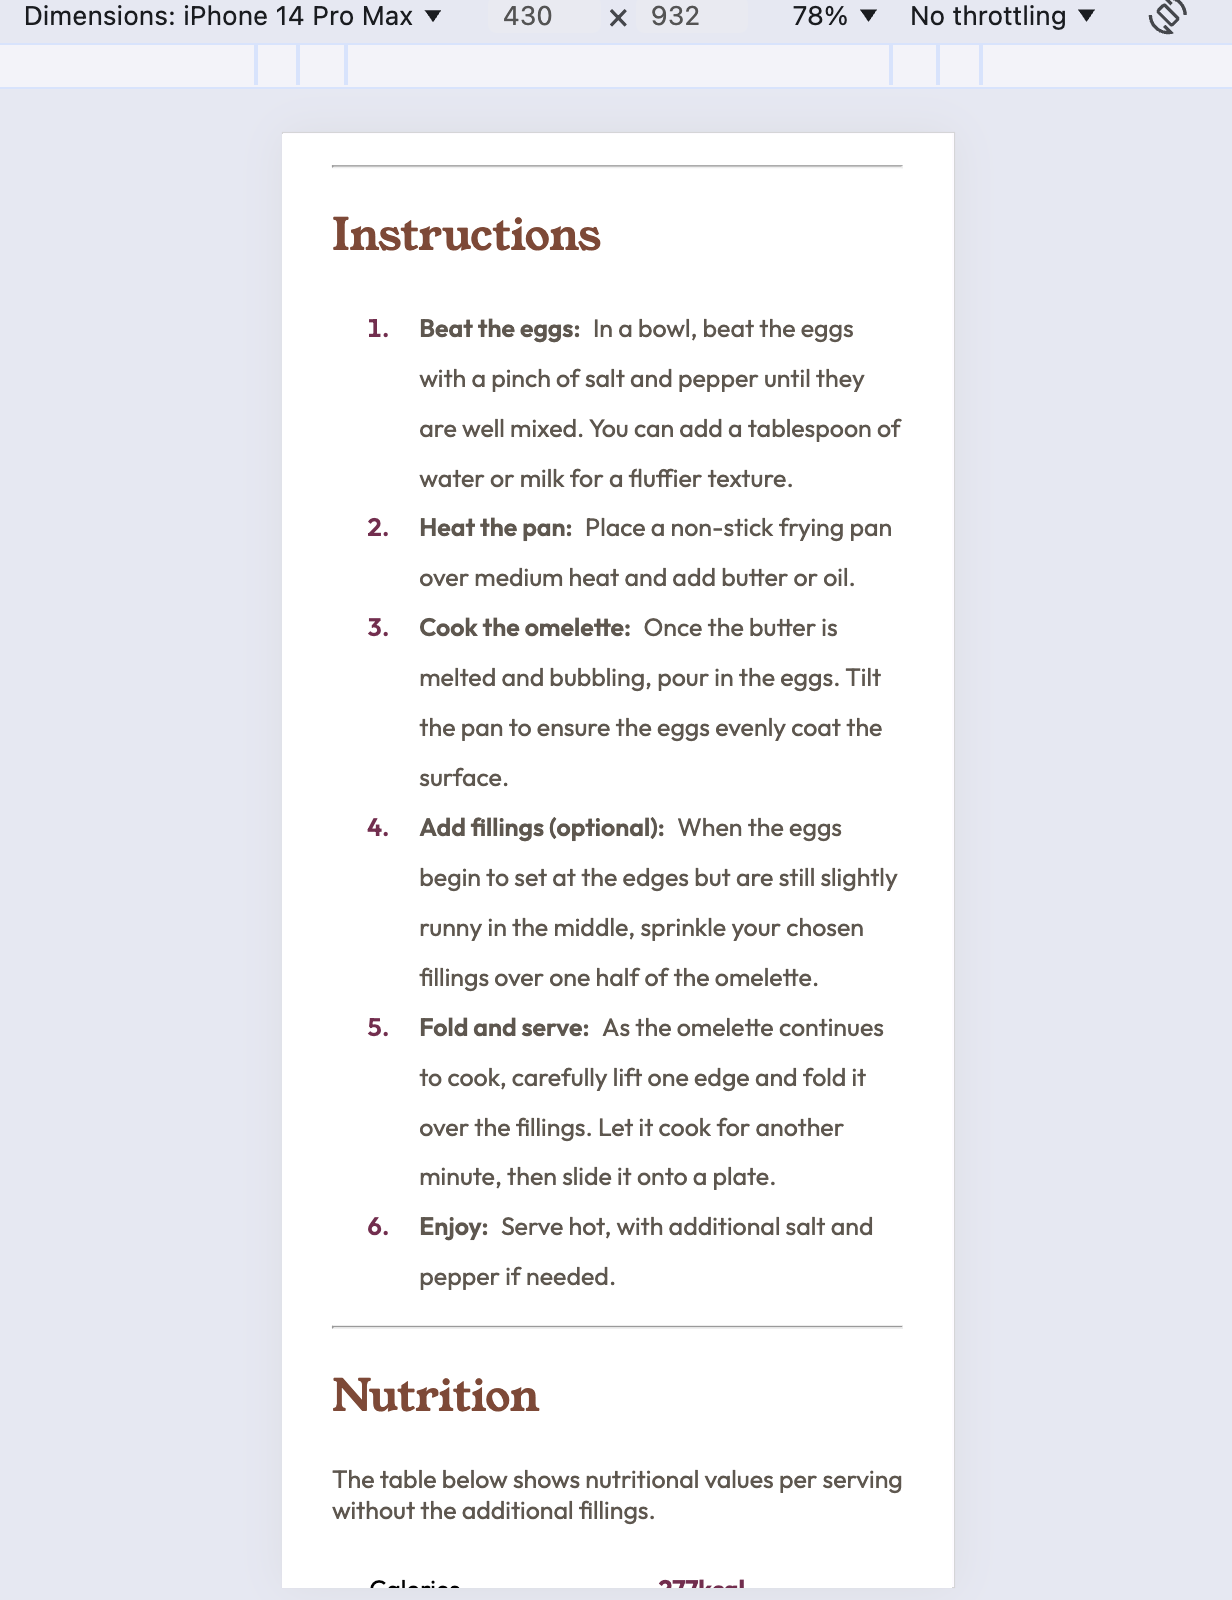 Dimensions: iPhone 14 Pro Max ▼ 430 × 932 78% ▼ No throttling ▼
Instructions
1. Beat the eggs: In a bowl, beat the eggs
with a pinch of salt and pepper until they
are well mixed. You can add a tablespoon of
water or milk for a fluffier texture.
2. Heat the pan: Place a non-stick frying pan
over medium heat and add butter or oil.
3. Cook the omelette: Once the butter is
melted and bubbling, pour in the eggs. Tilt
the pan to ensure the eggs evenly coat the
surface.
4. Add fillings (optional): When the eggs
begin to set at the edges but are still slightly
runny in the middle, sprinkle your chosen
fillings over one half of the omelette.
5. Fold and serve: As the omelette continues
to cook, carefully lift one edge and fold it
over the fillings. Let it cook for another
minute, then slide it onto a plate.
6. Enjoy: Serve hot, with additional salt and
pepper if needed.
Nutrition
The table below shows nutritional values per serving
without the additional fillings.
Calories 277kcal